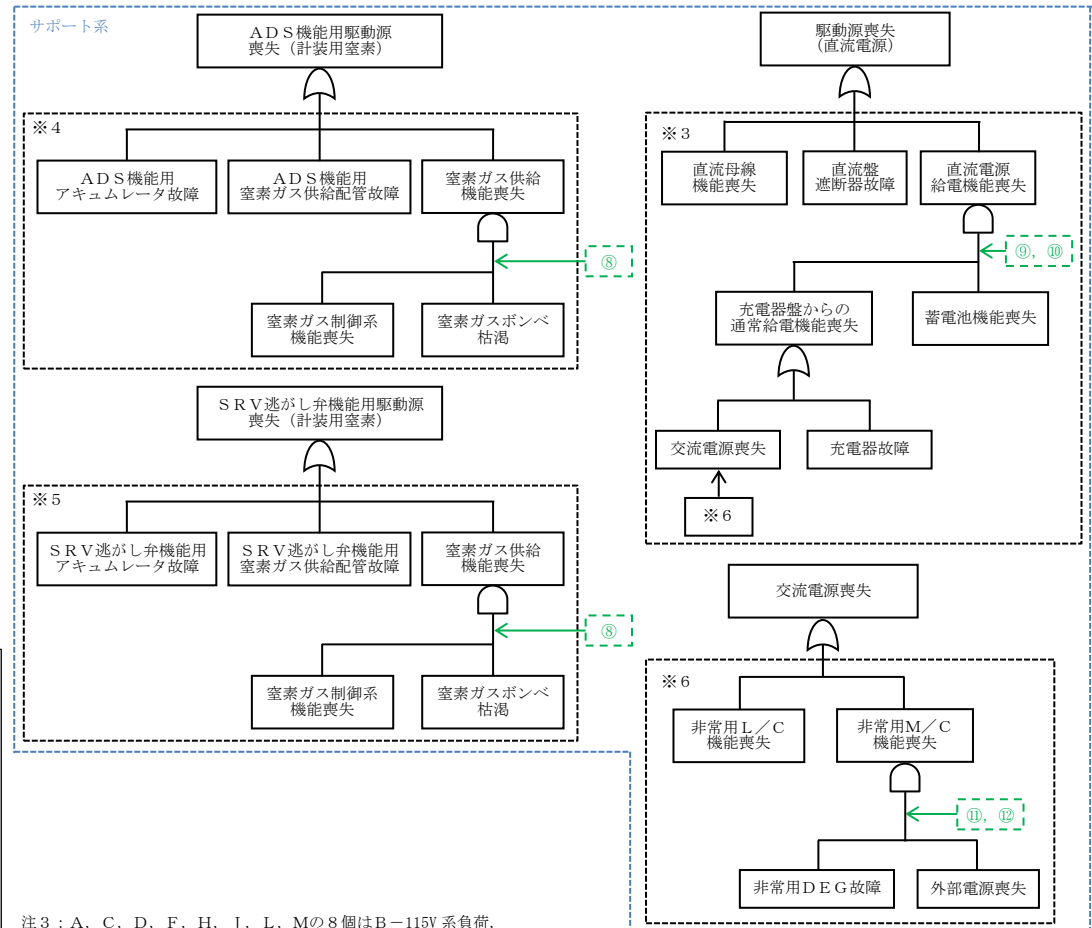 サポート系
ADS機能用駆動源
喪失（計装用窒素）
※4
ADS機能用
アキュムレータ故障
ADS機能用
窒素ガス供給配管故障
窒素ガス供給
機能喪失
⑧
窒素ガス制御系
機能喪失
窒素ガスボンベ
枯渇
SRV逃がし弁機能用駆動源
喪失（計装用窒素）
※5
SRV逃がし弁機能用
アキュムレータ故障
SRV逃がし弁機能用
窒素ガス供給配管故障
窒素ガス供給
機能喪失
⑧
窒素ガス制御系
機能喪失
窒素ガスボンベ
枯渇
駆動源喪失
（直流電源）
※3
直流母線
機能喪失
直流盤
遮断器故障
直流電源
給電機能喪失
⑨，⑩
充電器盤からの
通常給電機能喪失
蓄電池機能喪失
交流電源喪失
充電器故障
※6
交流電源喪失
※6
非常用L／C
機能喪失
非常用M／C
機能喪失
⑪，⑫
非常用DEG故障
外部電源喪失
注3：A，C，D，F，H，J，L，Mの8個はB－115V系負荷，